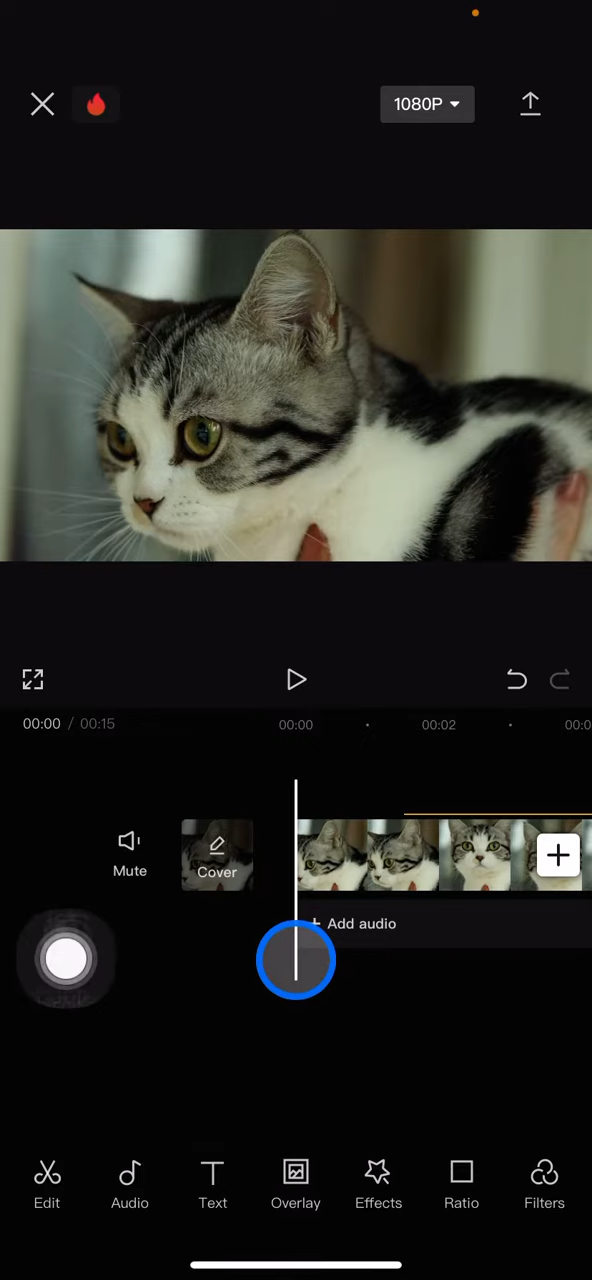 1080P
00:00 / 00:15
00:00
00:02
Mute
Cover
Add audio
Edit Audio Text Overlay Effects Ratio Filters